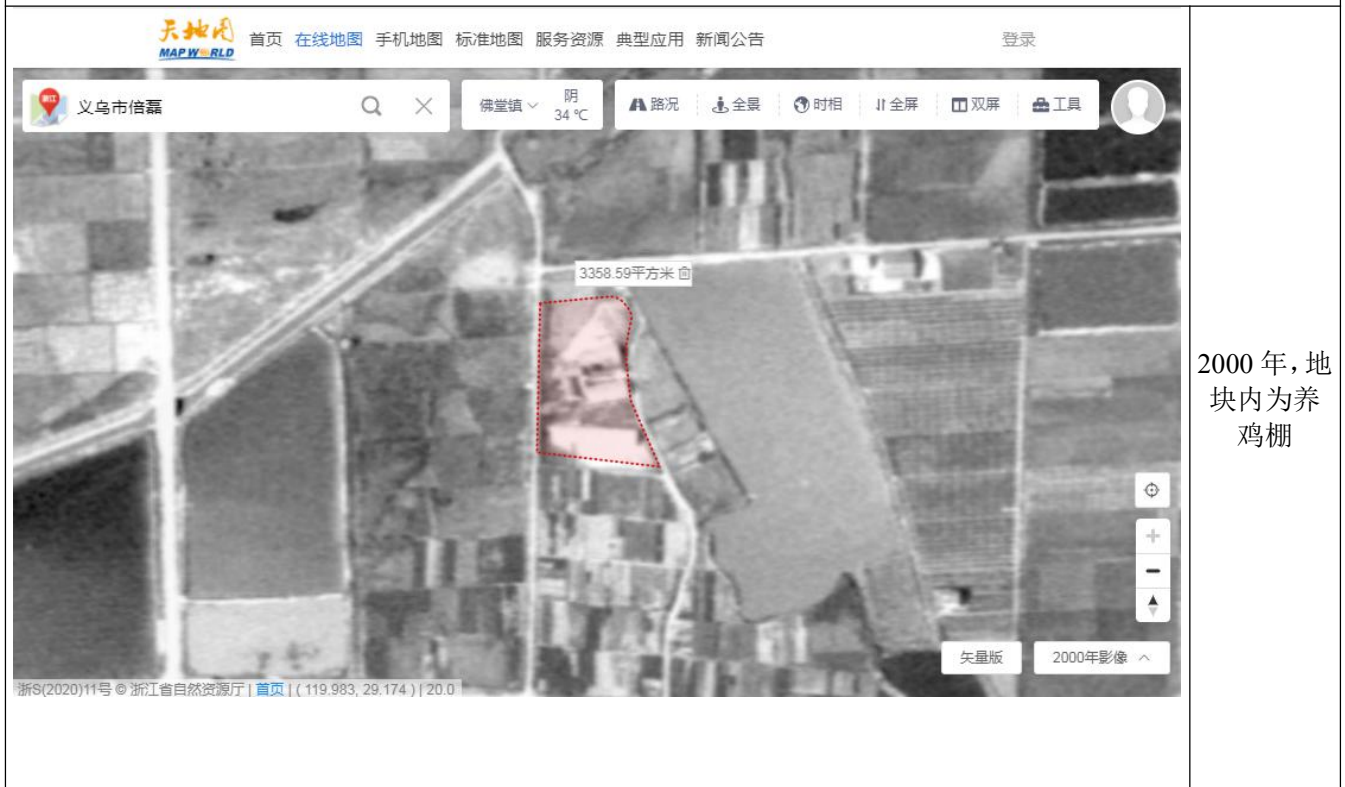 天地图
MAP WORLD
首页 在线地图 手机地图 标准地图 服务资源 典型应用 新闻公告
登录
浙江
义乌市倍磊
佛堂镇
阴
34 ℃
路况 全景 时相 全屏 双屏 工具
3358.59平方米
矢量版
2000年影像
浙S(2020)11号 © 浙江省自然资源厅 | 首页 | ( 119.983, 29.174 ) | 20.0
2000 年，地
块内为养
鸡棚